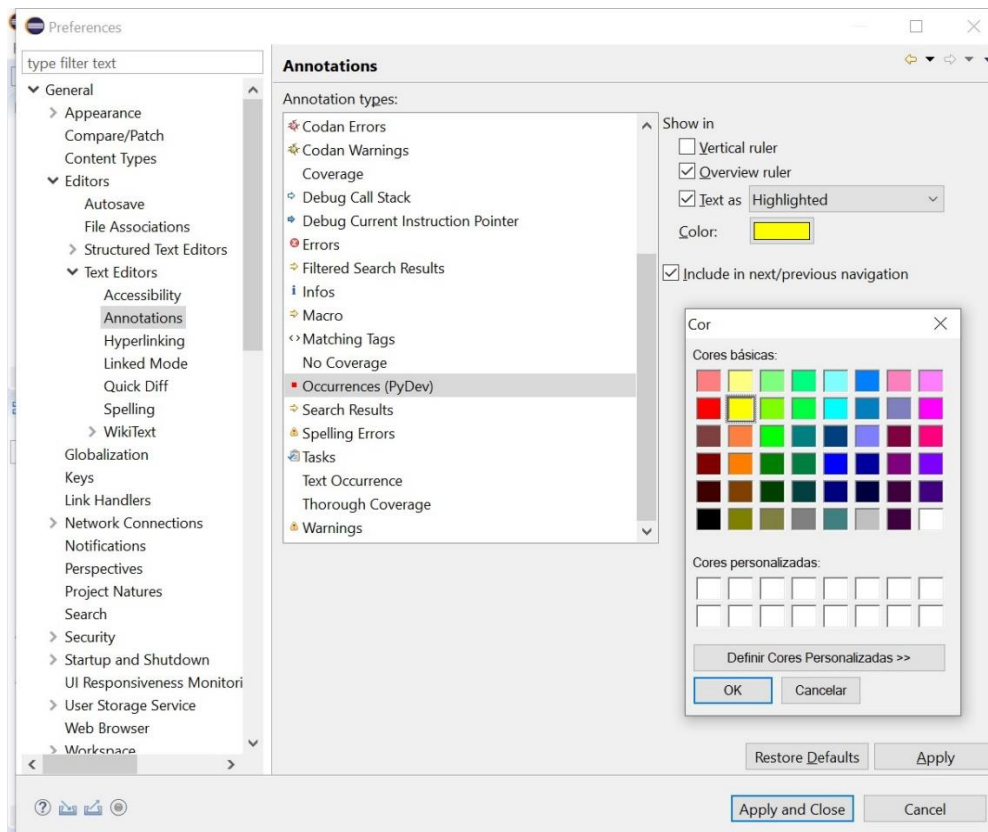 Preferences
type filter text
General
Appearance
Compare/Patch
Content Types
Editors
Autosave
File Associations
Structured Text Editors
Text Editors
Accessibility
Annotations
Hyperlinking
Linked Mode
Quick Diff
Spelling
WikiText
Globalization
Keys
Link Handlers
Network Connections
Notifications
Perspectives
Project Natures
Search
Security
Startup and Shutdown
UI Responsiveness Monitori
User Storage Service
Web Browser
Workspace
Annotations
Annotation types:
Codan Errors
Codan Warnings
Coverage
Debug Call Stack
Debug Current Instruction Pointer
Errors
Filtered Search Results
Infos
Macro
Matching Tags
No Coverage
Occurrences (PyDev)
Search Results
Spelling Errors
Tasks
Text Occurrence
Thorough Coverage
Warnings
Show in
Vertical ruler
Overview ruler
Text as Highlighted
Color:
Include in next/previous navigation
Cor
Cores básicas:
Cores personalizadas:
Definir Cores Personalizadas >>
OK Cancelar
Restore Defaults Apply
Apply and Close Cancel